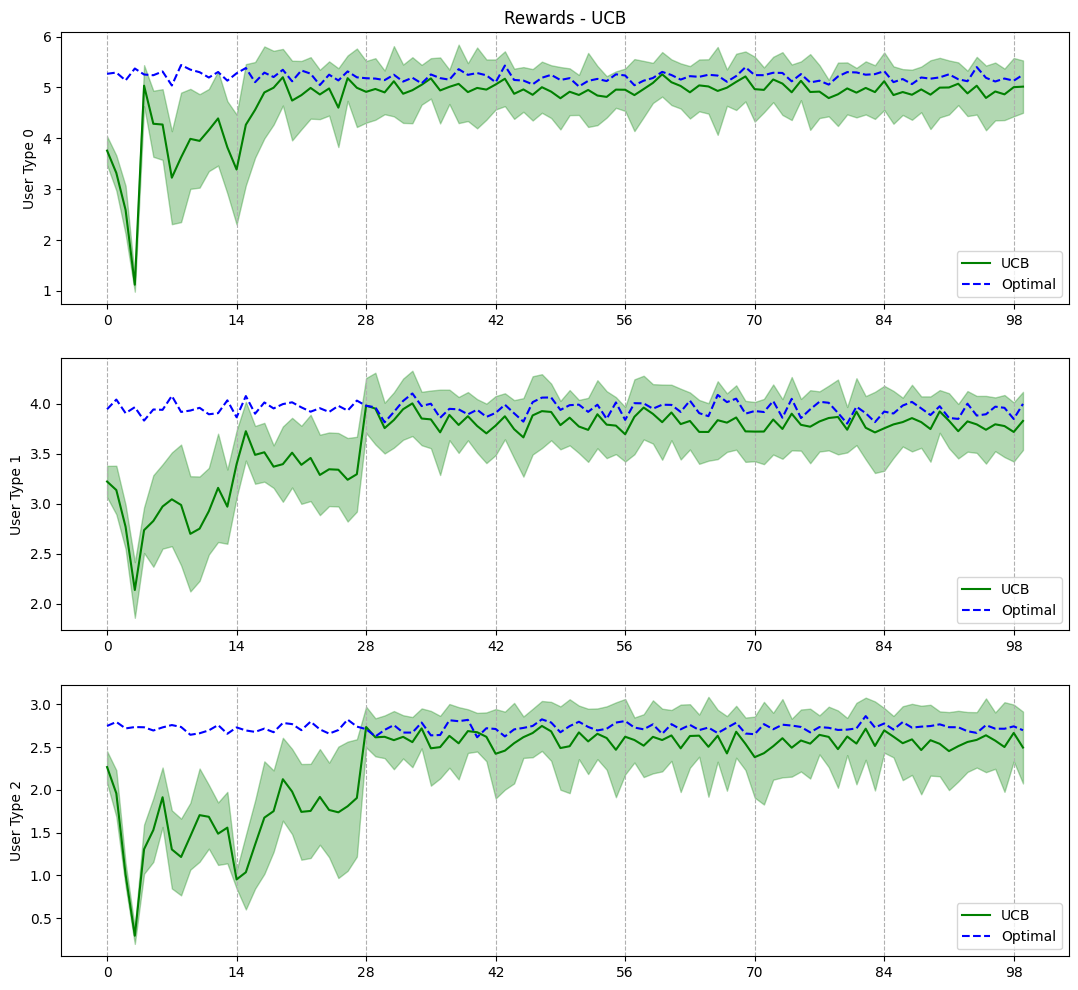 Rewards - UCB
User Type 0
6
5
4
3
2
1
UCB
Optimal
0 14 28 42 56 70 84 98
User Type 1
4.0
3.5
3.0
2.5
2.0
UCB
Optimal
0 14 28 42 56 70 84 98
User Type 2
3.0
2.5
2.0
1.5
1.0
0.5
UCB
Optimal
0 14 28 42 56 70 84 98